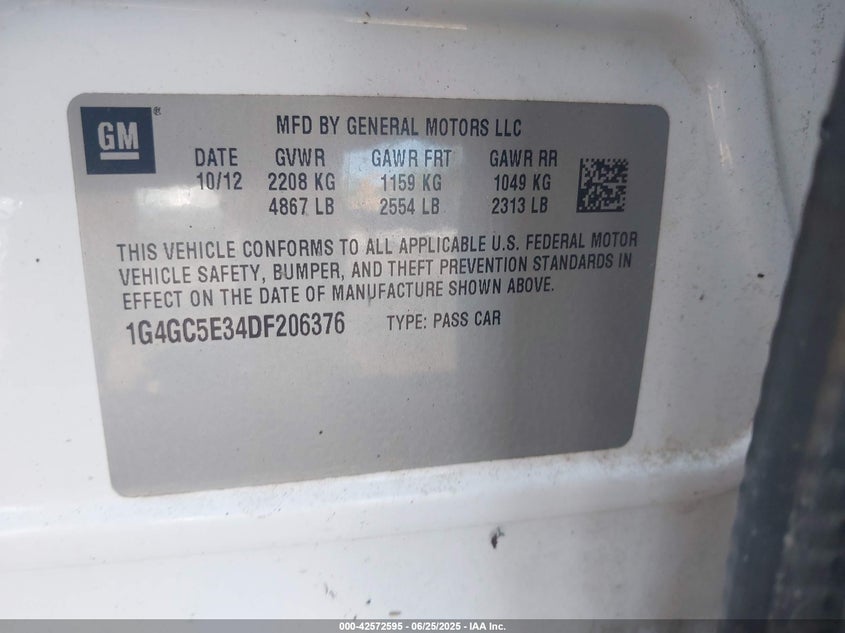 GM®
MFD BY GENERAL MOTORS LLC
DATE GVWR GAWR FRT GAWR RR
10/12 2208 KG 1159 KG 1049 KG
4867 LB 2554 LB 2313 LB
THIS VEHICLE CONFORMS TO ALL APPLICABLE U.S. FEDERAL MOTOR
VEHICLE SAFETY, BUMPER, AND THEFT PREVENTION STANDARDS IN
EFFECT ON THE DATE OF MANUFACTURE SHOWN ABOVE.
1G4GC5E34DF206376 TYPE: PASS CAR
000-42572595 - 06/25/2025 - IAA Inc.